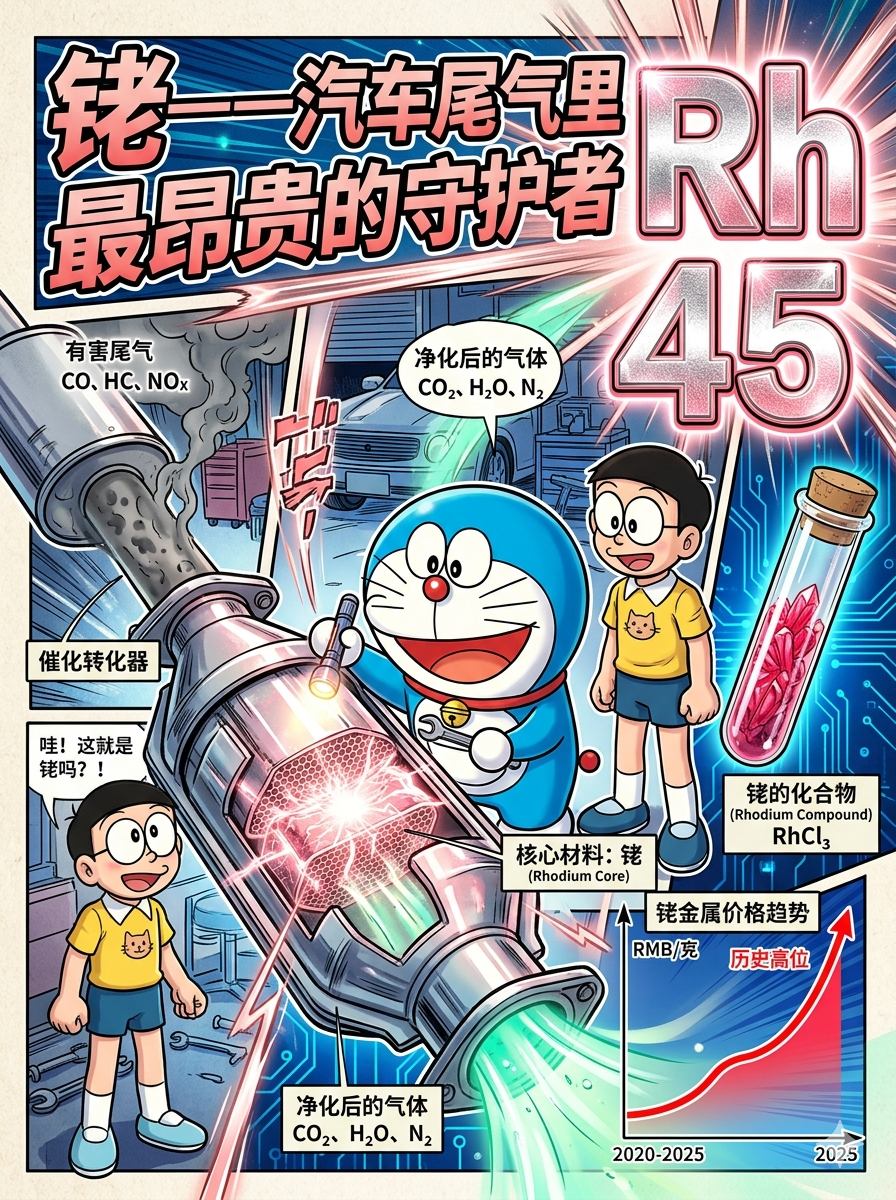 铑——汽车尾气里
最昂贵的守护者
Rh
45
有害尾气
CO、HC、NOₓ
净化后的气体
CO₂、H₂O、N₂
催化转化器
哇！这就是
铑吗？！
铑的化合物
(Rhodium Compound)
RhCl₃
核心材料：铑
(Rhodium Core)
铑金属价格趋势
RMB/克
历史高位
2020-2025
2025
净化后的气体
CO₂、H₂O、N₂